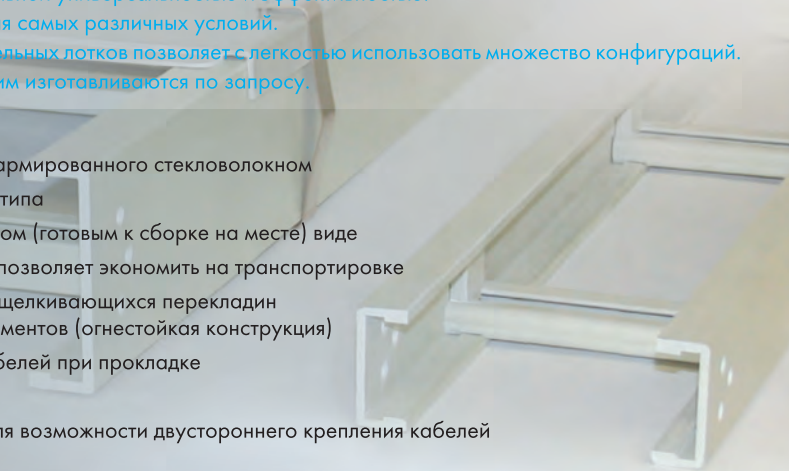 я самых различных условий.
ельных лотков позволяет с легкостью использовать множество конфигураций.
им изготавливаются по запросу.
армированного стекловолокном
типа
ом (готовым к сборке на месте) виде
позволяет экономить на транспортировке
щелкивающихся перекладин
ментов (огнестойкая конструкция)
белей при прокладке
ля возможности двустороннего крепления кабелей